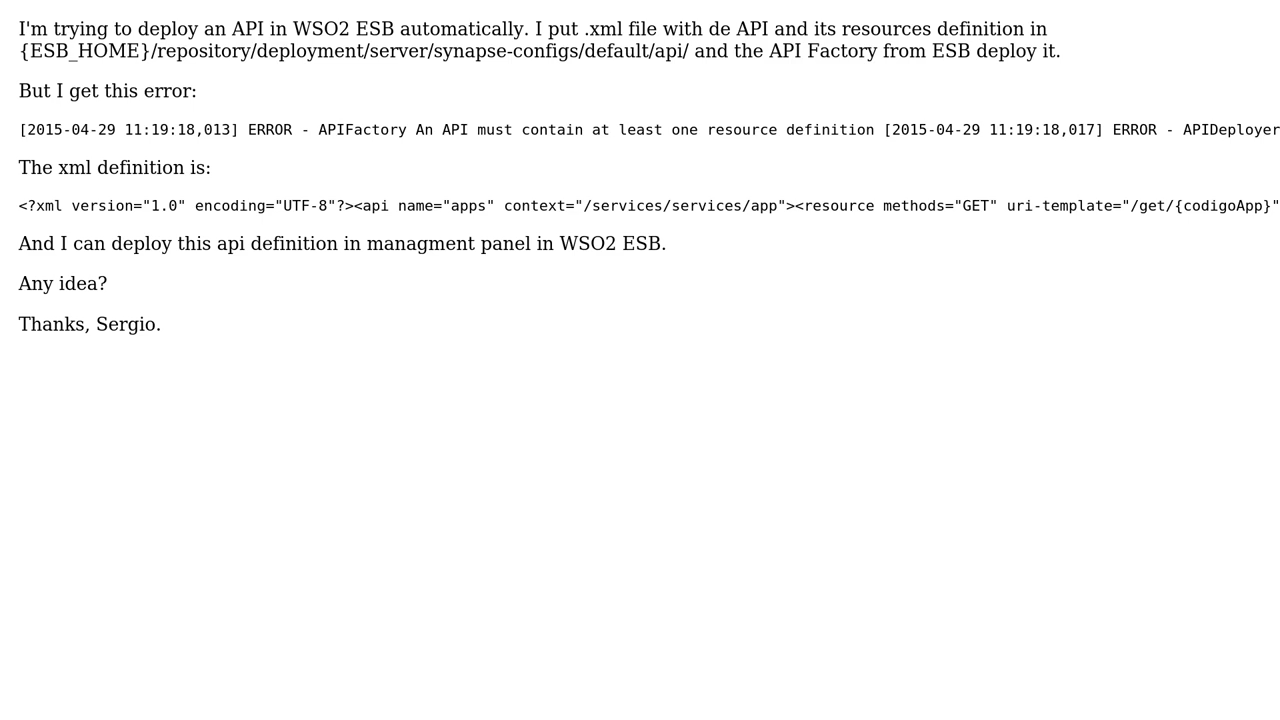 I'm trying to deploy an API in WSO2 ESB automatically. I put .xml file with de API and its resources definition in
{ESB_HOME}/repository/deployment/server/synapse-configs/default/api/ and the API Factory from ESB deploy it.
But I get this error:
[2015-04-29 11:19:18,013] ERROR - APIFactory An API must contain at least one resource definition [2015-04-29 11:19:18,017] ERROR - APIDeployer
The xml definition is:
<?xml version="1.0" encoding="UTF-8"?><api name="apps" context="/services/services/app"><resource methods="GET" uri-template="/get/{codigoApp}"
And I can deploy this api definition in managment panel in WSO2 ESB.
Any idea?
Thanks, Sergio.